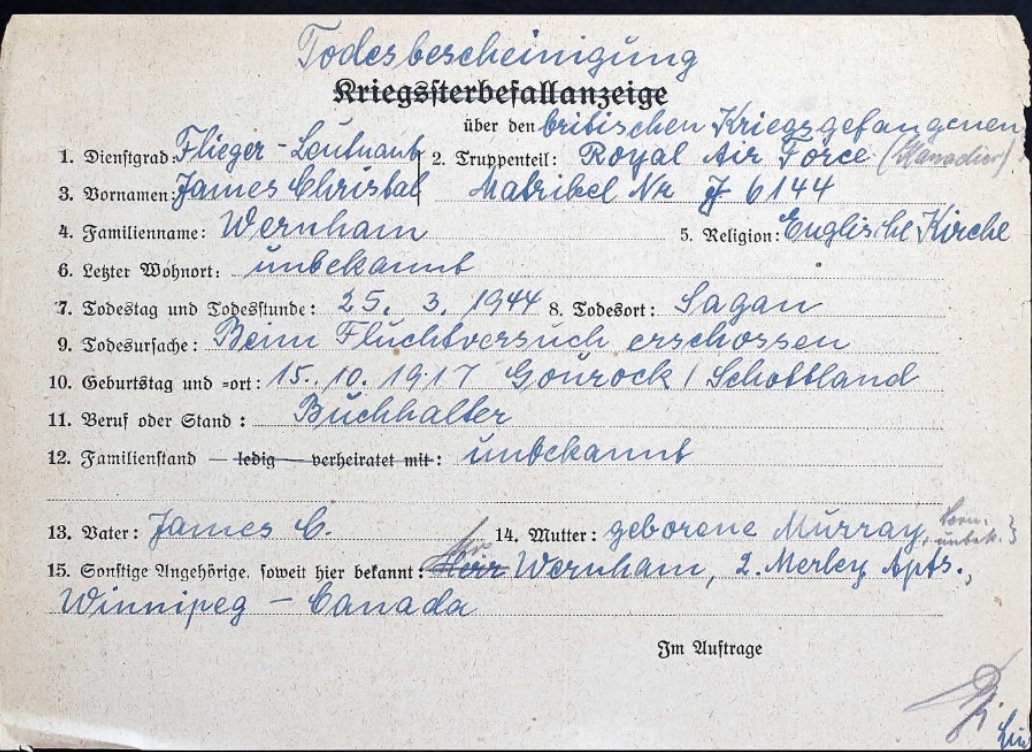 Todesbescheinigung
Kriegssterbefallanzeige
über den britischen Kriegsgefangenen
1. Dienstgrad: Flieger-Leutnant 2. Truppenteil: Royal Air Force (Kanadier)
3. Vornamen: James Christal Matrikel Nr J 6144
4. Familienname: Wernham 5. Religion: Englische Kirche
6. Letzter Wohnort: unbekannt
7. Todestag und Todesstunde: 25. 3. 1944 8. Todesort: Sagan
9. Todesursache: Beim Fluchtversuch erschossen
10. Geburtstag und -ort: 15. 10. 1917 Gourock / Schottland
11. Beruf oder Stand: Buchhalter
12. Familienstand — ledig — verheiratet mit: unbekannt
13. Vater: James C. 14. Mutter: geborene Murray, unbek.}
15. Sonstige Angehörige, soweit hier bekannt: Herr Wernham, 2. Merley Apts.,
Winnipeg - Canada
Im Auftrage